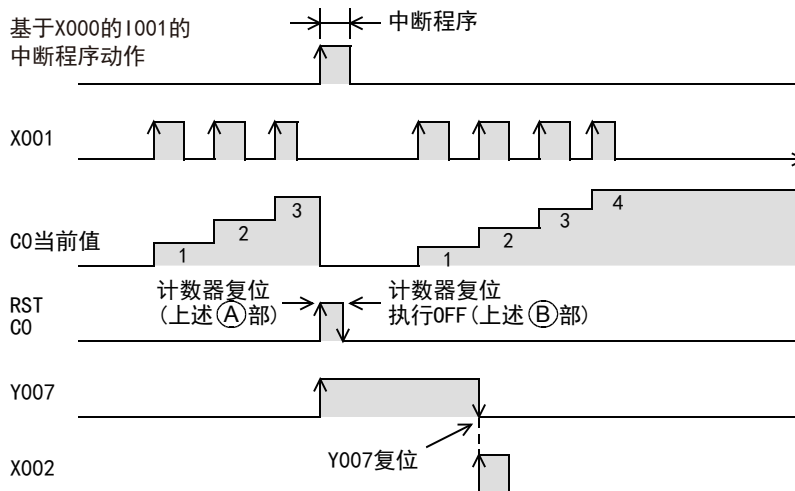 基于X000的I001的
中断程序动作
中断程序
X001
C0当前值
1
2
3
1
2
3
4
RST
C0
计数器复位
(上述Ⓐ部)
计数器复位
执行OFF(上述Ⓑ部)
Y007
Y007复位
X002